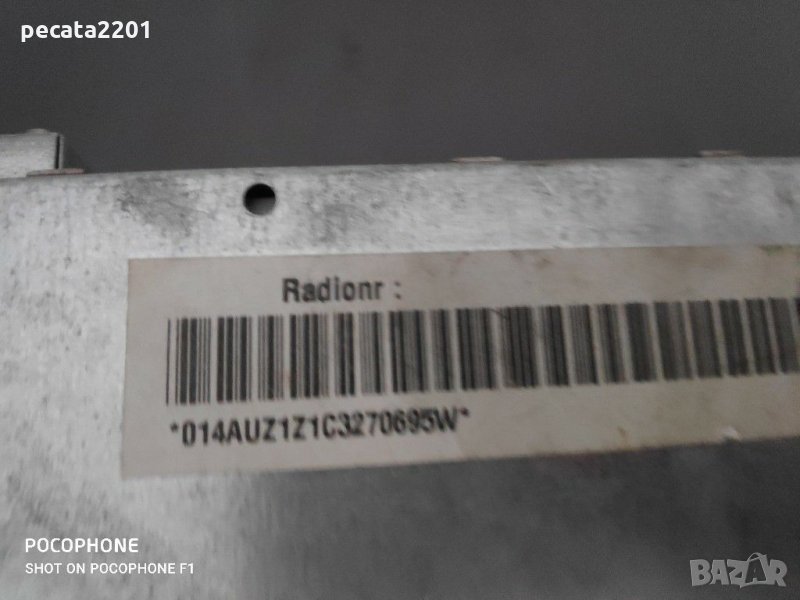 pecata2201
Radionr :
*014AUZ1Z1C3270695W*
POCOPHONE
SHOT ON POCOPHONE F1
BAZAR